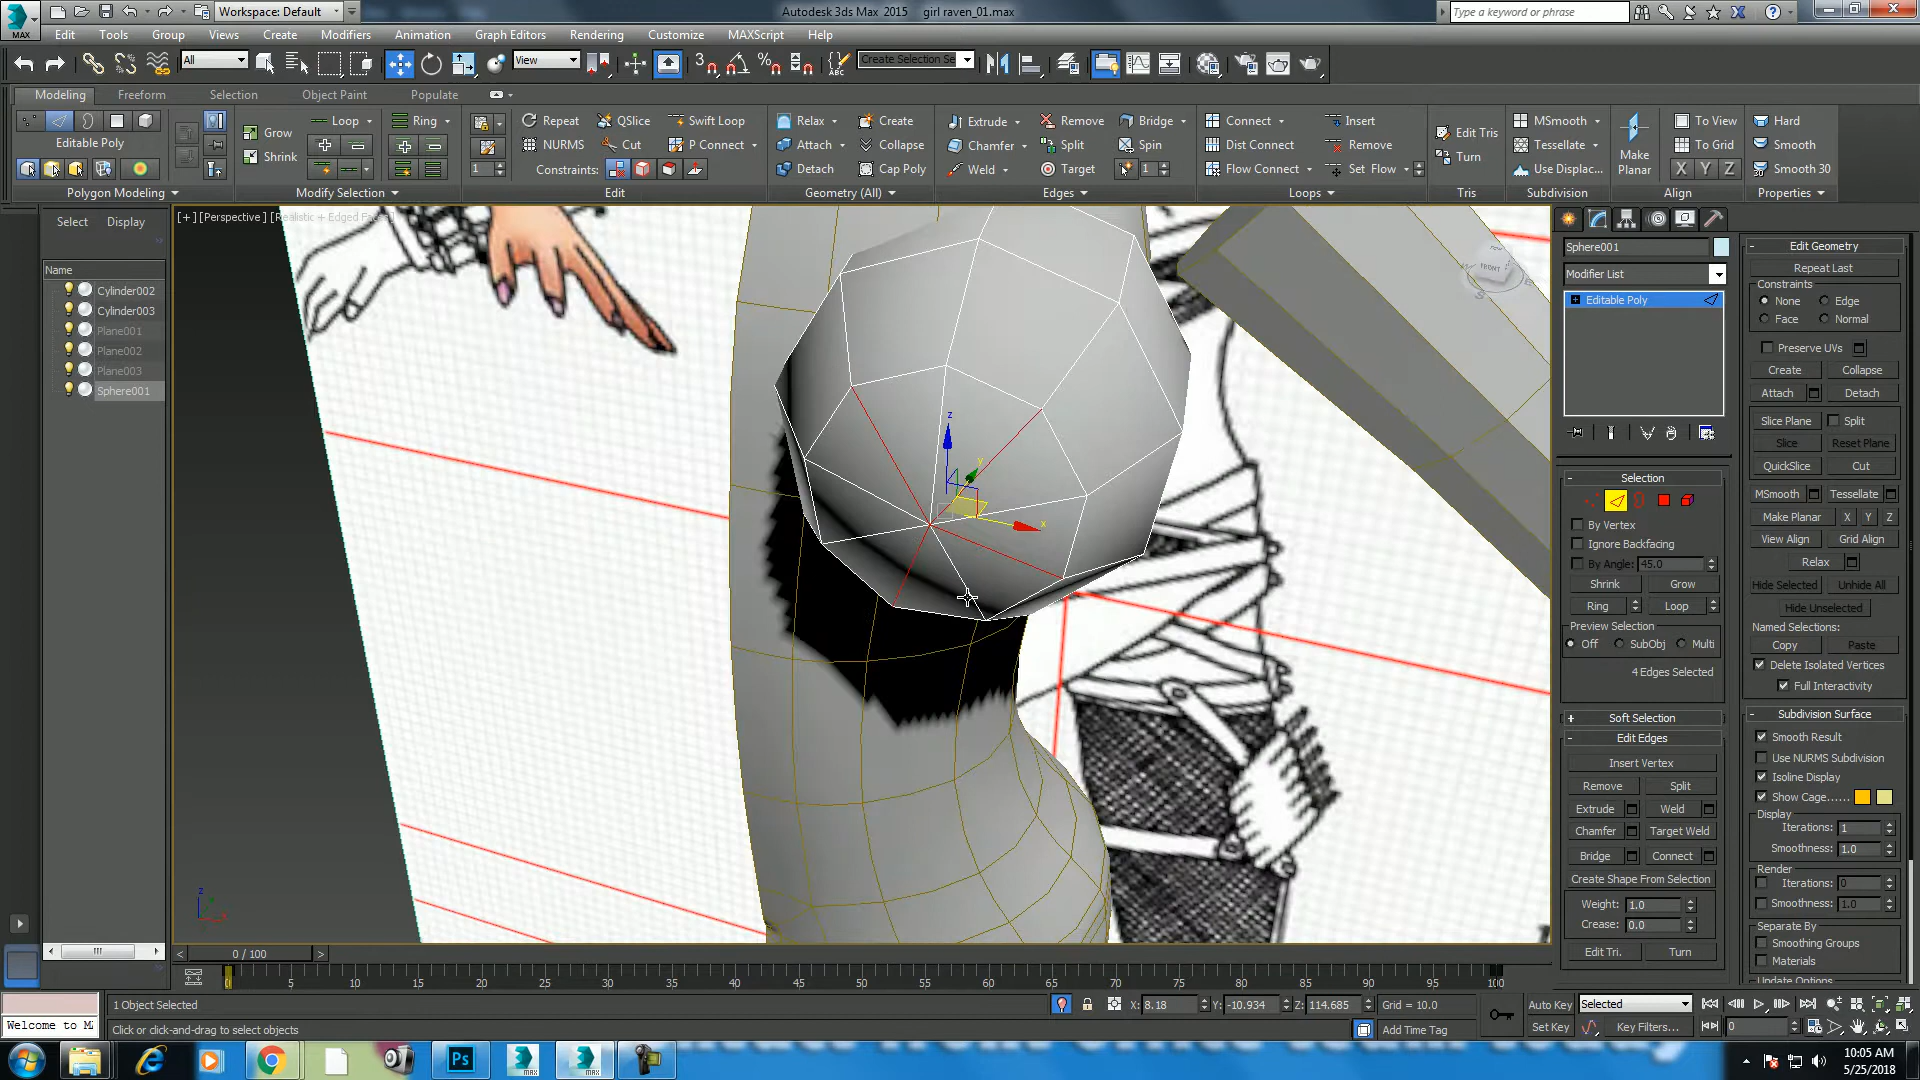 MAX
Workspace: Default
Autodesk 3ds Max 2015 girl raven_01.max
Type a keyword or phrase
Edit Tools Group Views Create Modifiers Animation Graph Editors Rendering Customize MAXScript Help
All View Create Selection Se
Modeling Freeform Selection Object Paint Populate
Editable Poly
Grow Shrink Loop Ring
Repeat QSlice Swift Loop
NURMS Cut P Connect
Constraints:
Relax Create
Attach Collapse
Detach Cap Poly
Extrude Remove Bridge
Chamfer Split Spin
Weld Target 1
Connect Insert
Dist Connect Remove
Flow Connect Set Flow
Edit Tris
Turn
MSmooth
Tessellate
Use Displac...
Make Planar
To View
To Grid
X Y Z
Hard
Smooth
Smooth 30
Polygon Modeling Modify Selection Edit Geometry (All) Edges Loops Tris Subdivision Align Properties
Select Display
Name
Cylinder002
Cylinder003
Plane001
Plane002
Plane003
Sphere001
[+] [Perspective] [Realistic + Edged Faces]
FRONT
z
y
x
Sphere001
Modifier List
Editable Poly
Selection
By Vertex
Ignore Backfacing
By Angle: 45.0
Shrink Grow
Ring Loop
Preview Selection
Off SubObj Multi
4 Edges Selected
Soft Selection
Edit Edges
Insert Vertex
Remove Split
Extrude Weld
Chamfer Target Weld
Bridge Connect
Create Shape From Selection
Weight: 1.0
Crease: 0.0
Edit Tri. Turn
Edit Geometry
Repeat Last
Constraints
None Edge
Face Normal
Preserve UVs
Create Collapse
Attach Detach
Slice Plane Split
Slice Reset Plane
QuickSlice Cut
MSmooth Tessellate
Make Planar X Y Z
View Align Grid Align
Relax
Hide Selected Unhide All
Hide Unselected
Named Selections:
Copy Paste
Delete Isolated Vertices
Full Interactivity
Subdivision Surface
Smooth Result
Use NURMS Subdivision
Isoline Display
Show Cage......
Display
Iterations: 1
Smoothness: 1.0
Render
Iterations: 0
Smoothness: 1.0
Separate By
Smoothing Groups
Materials
Update Options
0 / 100
0 5 10 15 20 25 30 35 40 45 50 55 60 65 70 75 80 85 90 95 100
1 Object Selected
X: 8.18 Y: -10.934 Z: 114.685 Grid = 10.0
Auto Key Selected
Welcome to M
Click or click-and-drag to select objects
Add Time Tag
Set Key Key Filters... 0
Ps
MAX MAX
10:05 AM
5/25/2018